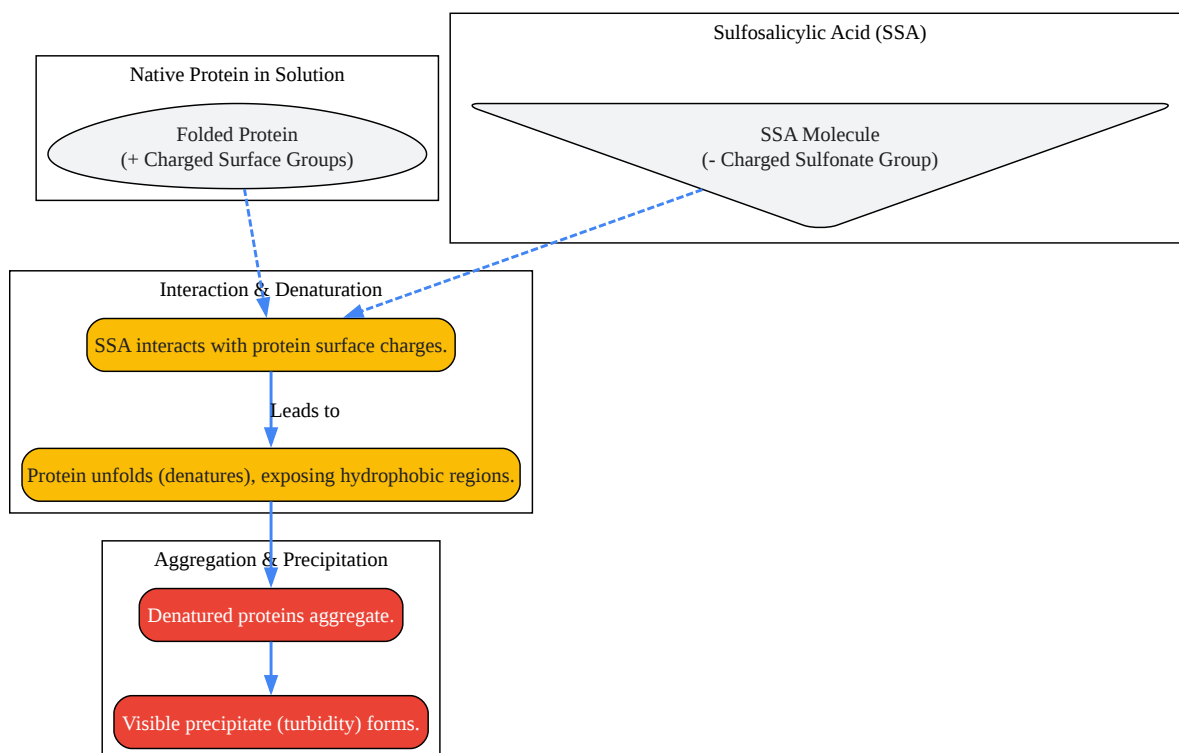 Sulfosalicylic Acid (SSA)
Native Protein in Solution
Folded Protein
(+ Charged Surface Groups)
SSA Molecule
(- Charged Sulfonate Group)
Interaction & Denaturation
SSA interacts with protein surface charges.
Leads to
Protein unfolds (denatures), exposing hydrophobic regions.
Aggregation & Precipitation
Denatured proteins aggregate.
Visible precipitate (turbidity) forms.